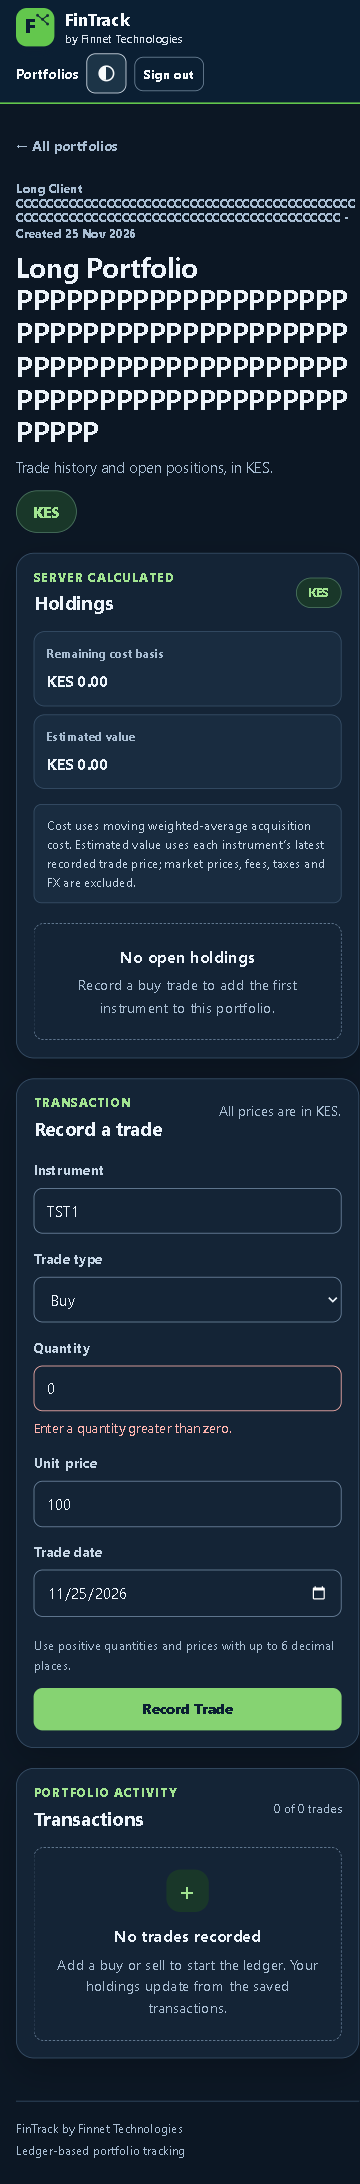 F
FinTrack
by Finnet Technologies
Portfolios
Sign out
← All portfolios
Long Client
CCCCCCCCCCCCCCCCCCCCCCCCCCCCCCCCCCCCCCCCCCCCC
CCCCCCCCCCCCCCCCCCCCCCCCCCCCCCCCCCCCCCCCCCC -
Created 25 Nov 2026
Long Portfolio
PPPPPPPPPPPPPPPPPPPP
PPPPPPPPPPPPPPPPPPPP
PPPPPPPPPPPPPPPPPPPP
PPPPPPPPPPPPPPPPPPPP
PPPPP
Trade history and open positions, in KES.
KES
SERVER CALCULATED
Holdings
KES
Remaining cost basis
KES 0.00
Estimated value
KES 0.00
Cost uses moving weighted-average acquisition
cost. Estimated value uses each instrument's latest
recorded trade price; market prices, fees, taxes and
FX are excluded.
No open holdings
Record a buy trade to add the first
instrument to this portfolio.
TRANSACTION
Record a trade
All prices are in KES.
Instrument
TST1
Trade type
Buy
Quantity
0
Enter a quantity greater than zero.
Unit price
100
Trade date
11/25/2026
Use positive quantities and prices with up to 6 decimal
places.
Record Trade
PORTFOLIO ACTIVITY
Transactions
0 of 0 trades
+
No trades recorded
Add a buy or sell to start the ledger. Your
holdings update from the saved
transactions.
FinTrack by Finnet Technologies
Ledger-based portfolio tracking